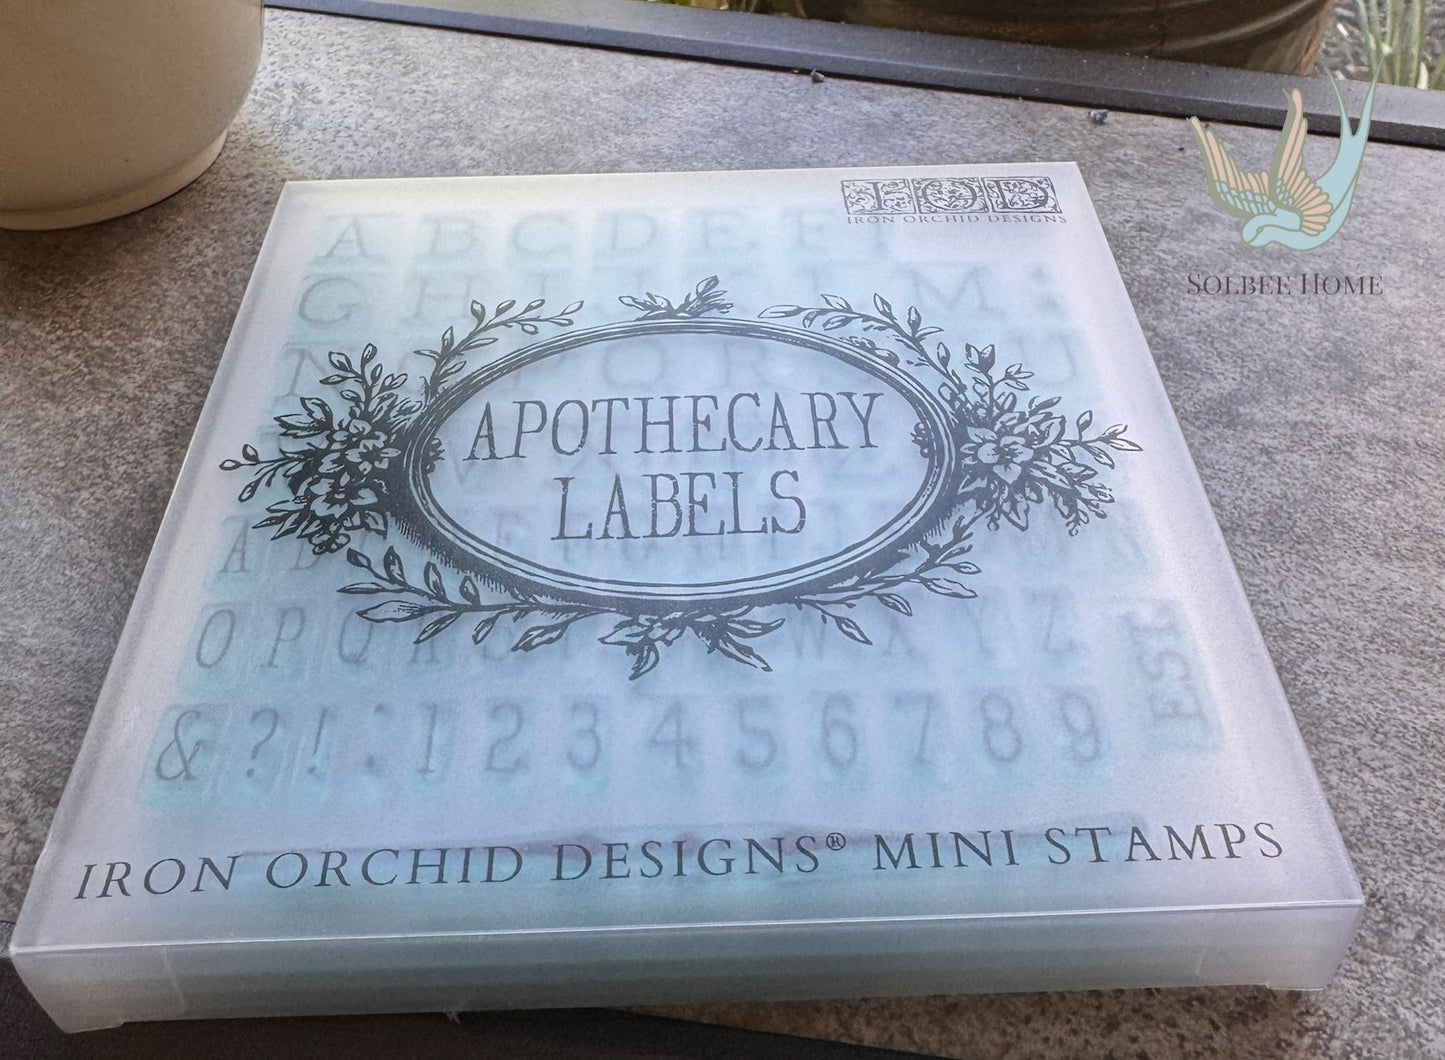 IOD
IRON ORCHID DESIGNS
SOLBEE HOME
A B C D E F
G H I J K L M :
N O P Q R
U
APOTHECARY
LABELS
A B
O P Q R S T W X Y Z
EST
& ? ! : 1 2 3 4 5 6 7 8 9
IRON ORCHID DESIGNS® MINI STAMPS